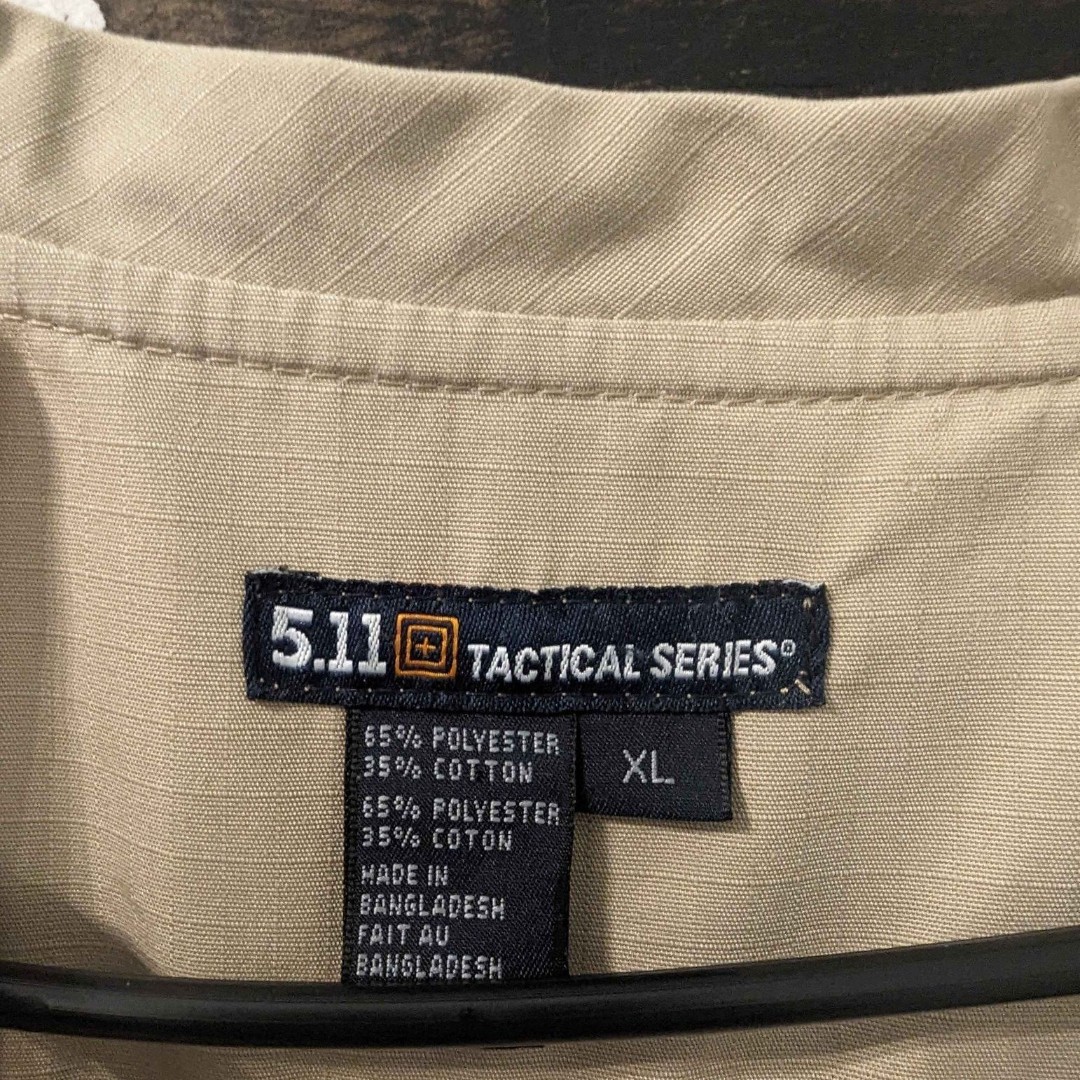 5.11 TACTICAL SERIES®
65% POLYESTER
35% COTTON
65% POLYESTER
35% COTON
MADE IN
BANGLADESH
FAIT AU
BANGLADESH
XL